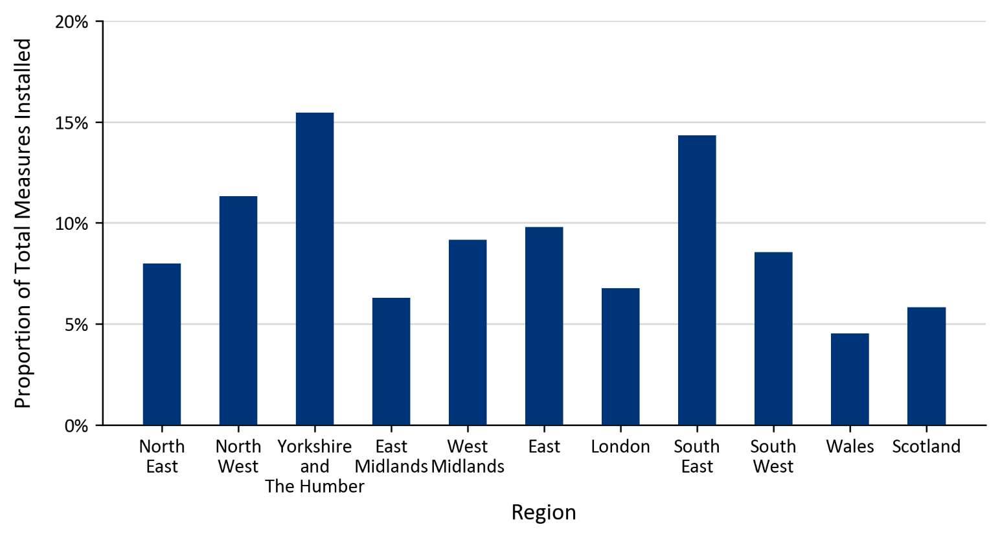 20%
15%
10%
5%
0%
Proportion of Total Measures Installed
North
East
North
West
Yorkshire
and
The Humber
East
Midlands
West
Midlands
East
London
South
East
South
West
Wales
Scotland
Region